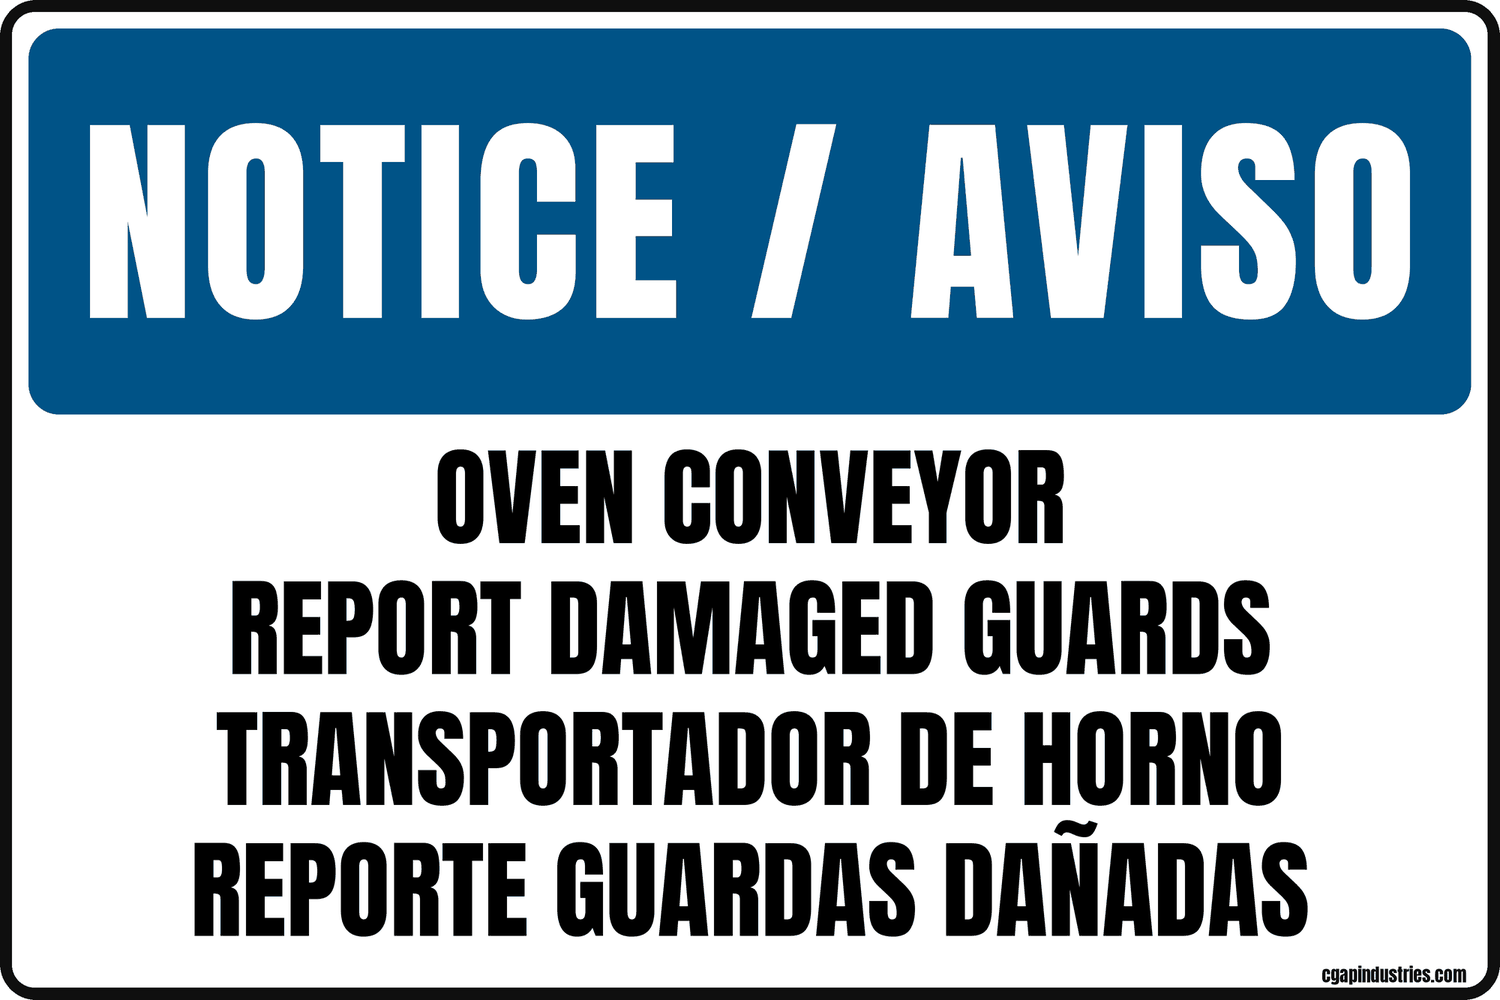 NOTICE / AVISO
OVEN CONVEYOR
REPORT DAMAGED GUARDS
TRANSPORTADOR DE HORNO
REPORTE GUARDAS DAÑADAS
cgapindustries.com